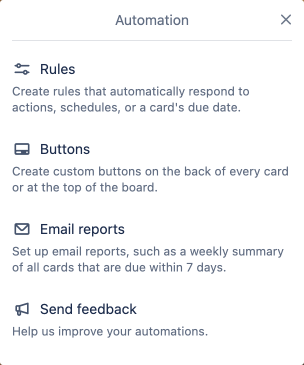 Automation
Rules
Create rules that automatically respond to
actions, schedules, or a card's due date.
Buttons
Create custom buttons on the back of every card
or at the top of the board.
Email reports
Set up email reports, such as a weekly summary
of all cards that are due within 7 days.
Send feedback
Help us improve your automations.